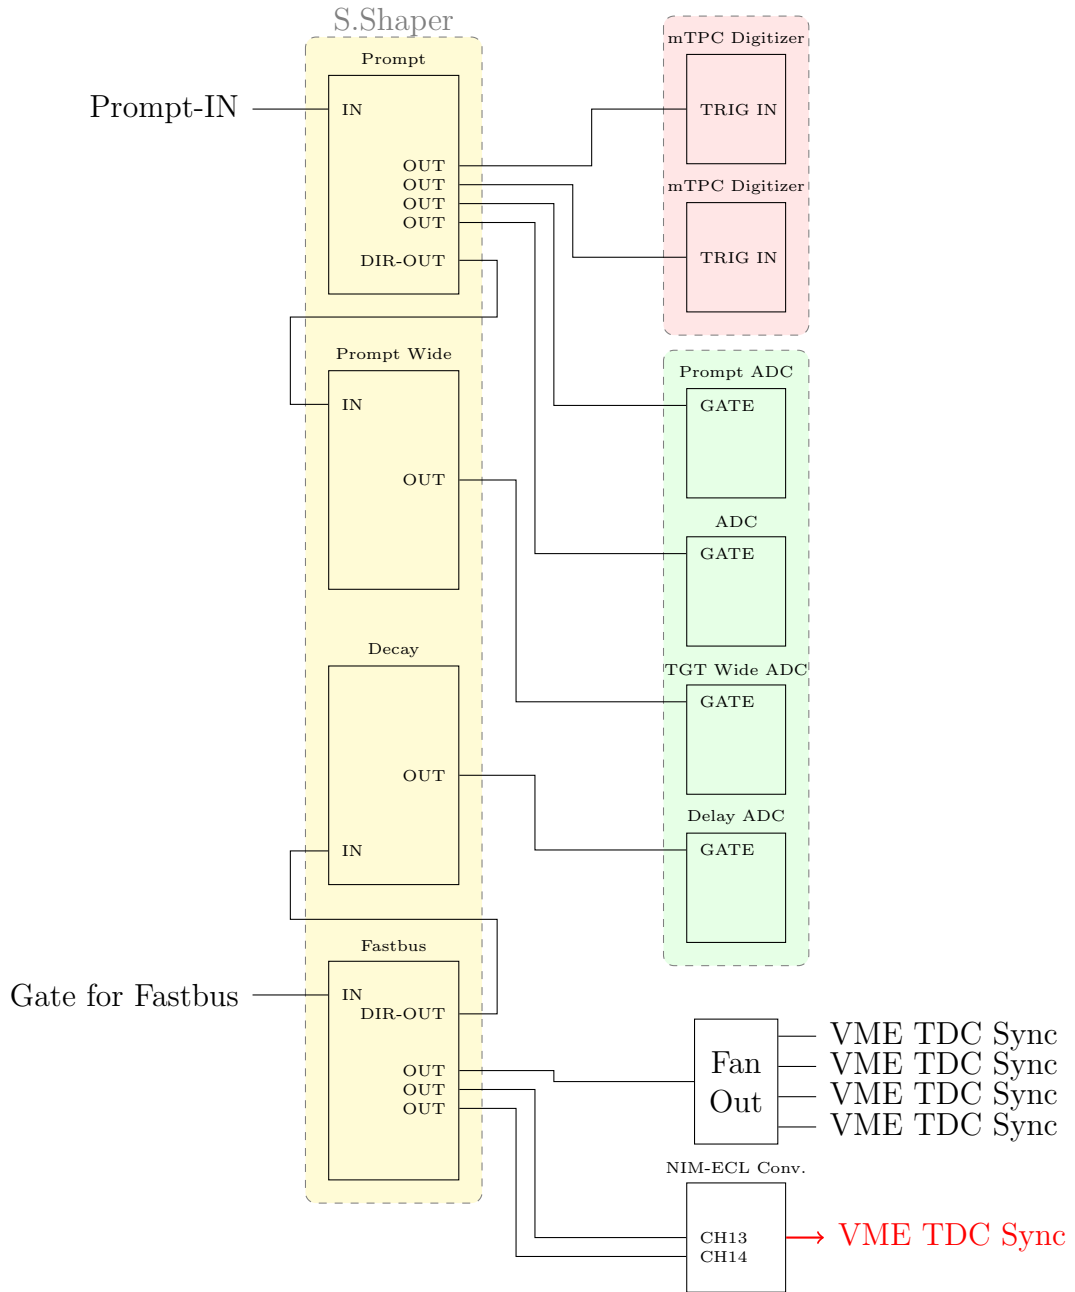 S.Shaper
Prompt
Prompt-IN
IN
OUT
OUT
OUT
OUT
DIR-OUT
Prompt Wide
IN
OUT
Decay
OUT
IN
Fastbus
Gate for Fastbus
IN
DIR-OUT
OUT
OUT
OUT
mTPC Digitizer
TRIG IN
mTPC Digitizer
TRIG IN
Prompt ADC
GATE
ADC
GATE
TGT Wide ADC
GATE
Delay ADC
GATE
Fan
Out
VME TDC Sync
VME TDC Sync
VME TDC Sync
VME TDC Sync
NIM-ECL Conv.
CH13
CH14
VME TDC Sync